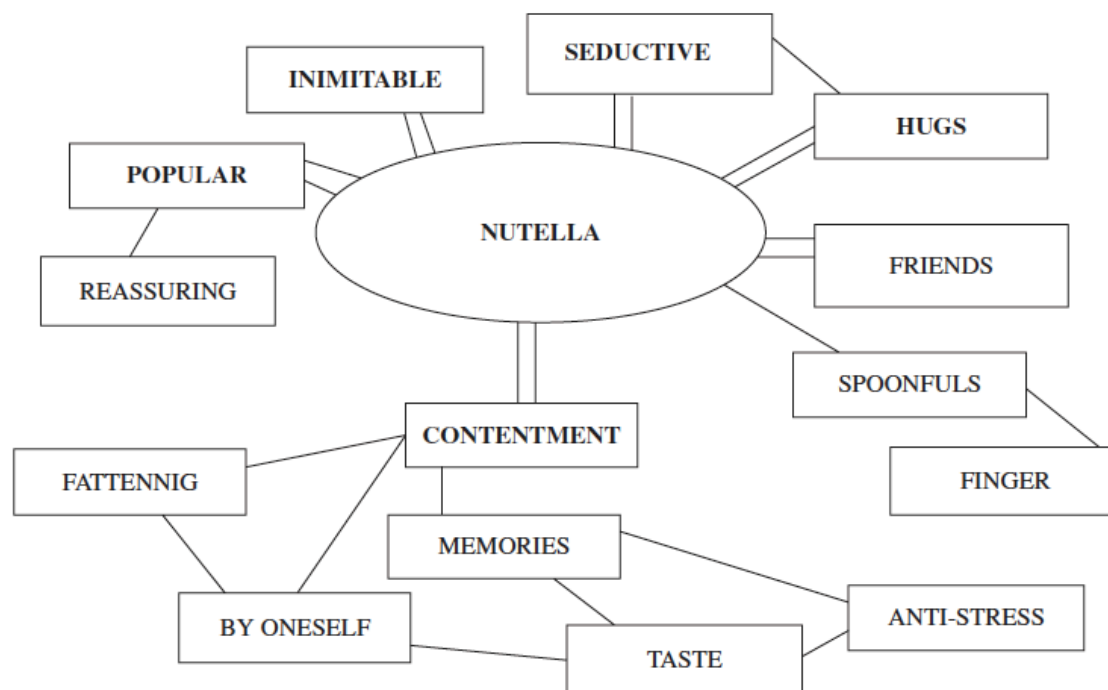 SEDUCTIVE
INIMITABLE
HUGS
POPULAR
NUTELLA
FRIENDS
REASSURING
SPOONFULS
CONTENTMENT
FATTENNIG
FINGER
MEMORIES
ANTI-STRESS
BY ONESELF
TASTE